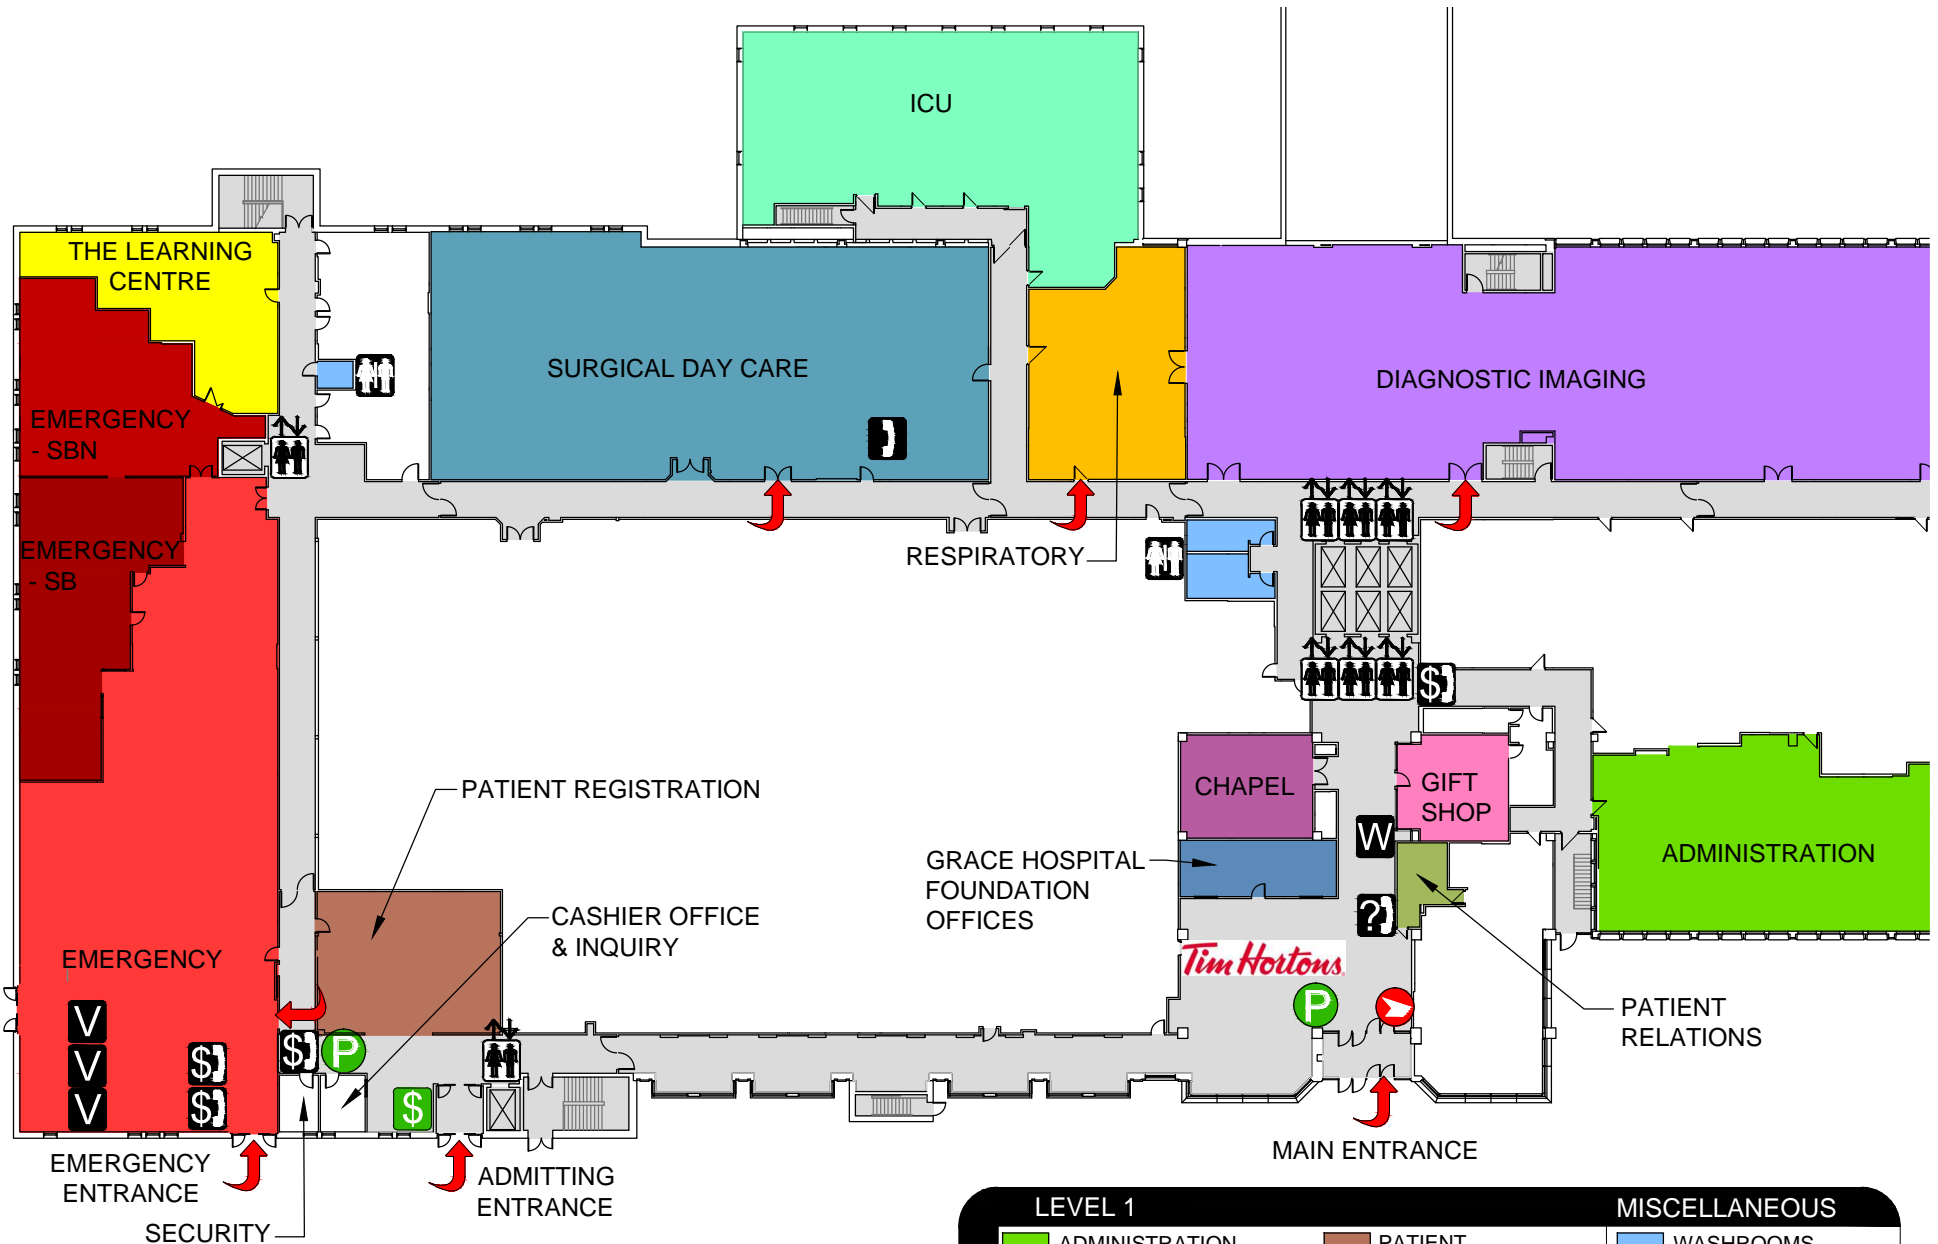 ICU
THE LEARNING
CENTRE
SURGICAL DAY CARE
DIAGNOSTIC IMAGING
EMERGENCY
- SBN
EMERGENCY
- SB
RESPIRATORY
PATIENT REGISTRATION
CHAPEL
GIFT
SHOP
W
GRACE HOSPITAL
FOUNDATION
OFFICES
ADMINISTRATION
CASHIER OFFICE
& INQUIRY
?
EMERGENCY
Tim Hortons
$
P
P
PATIENT
RELATIONS
V
V
V
$
$
$
$
MAIN ENTRANCE
EMERGENCY
ENTRANCE
ADMITTING
ENTRANCE
SECURITY
LEVEL 1
MISCELLANEOUS
ADMINISTRATION
PATIENT
WASHROOMS